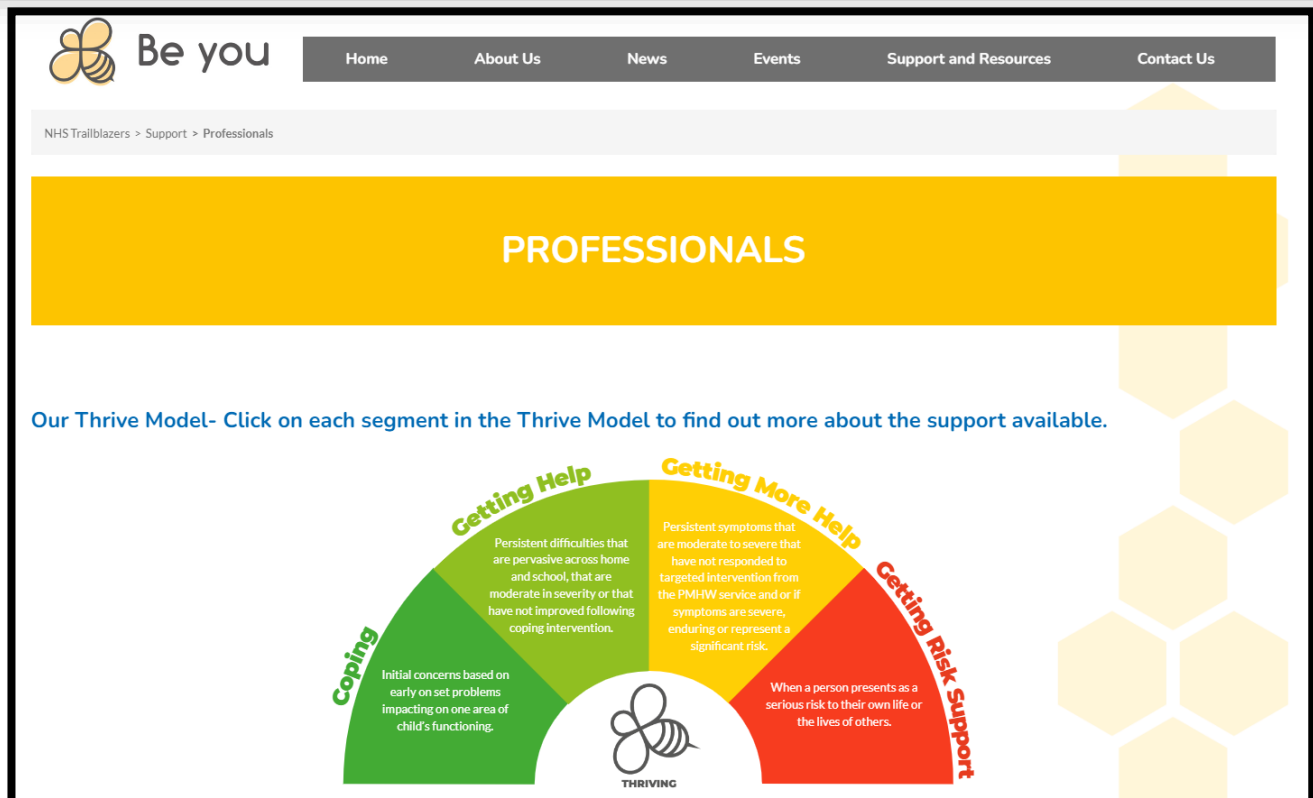 Be you
Home About Us News Events Support and Resources Contact Us
NHS Trailblazers > Support > Professionals
PROFESSIONALS
Our Thrive Model- Click on each segment in the Thrive Model to find out more about the support available.
Coping
Initial concerns based on
early on set problems
impacting on one area of
child's functioning.
Getting Help
Persistent difficulties that
are pervasive across home
and school, that are
moderate in severity or that
have not improved following
coping intervention.
Getting More Help
Persistent symptoms that
are moderate to severe that
have not responded to
targeted intervention from
the PMHW service and or if
symptoms are severe,
enduring or represent a
significant risk.
Getting Risk Support
When a person presents as a
serious risk to their own life or
the lives of others.
THRIVING